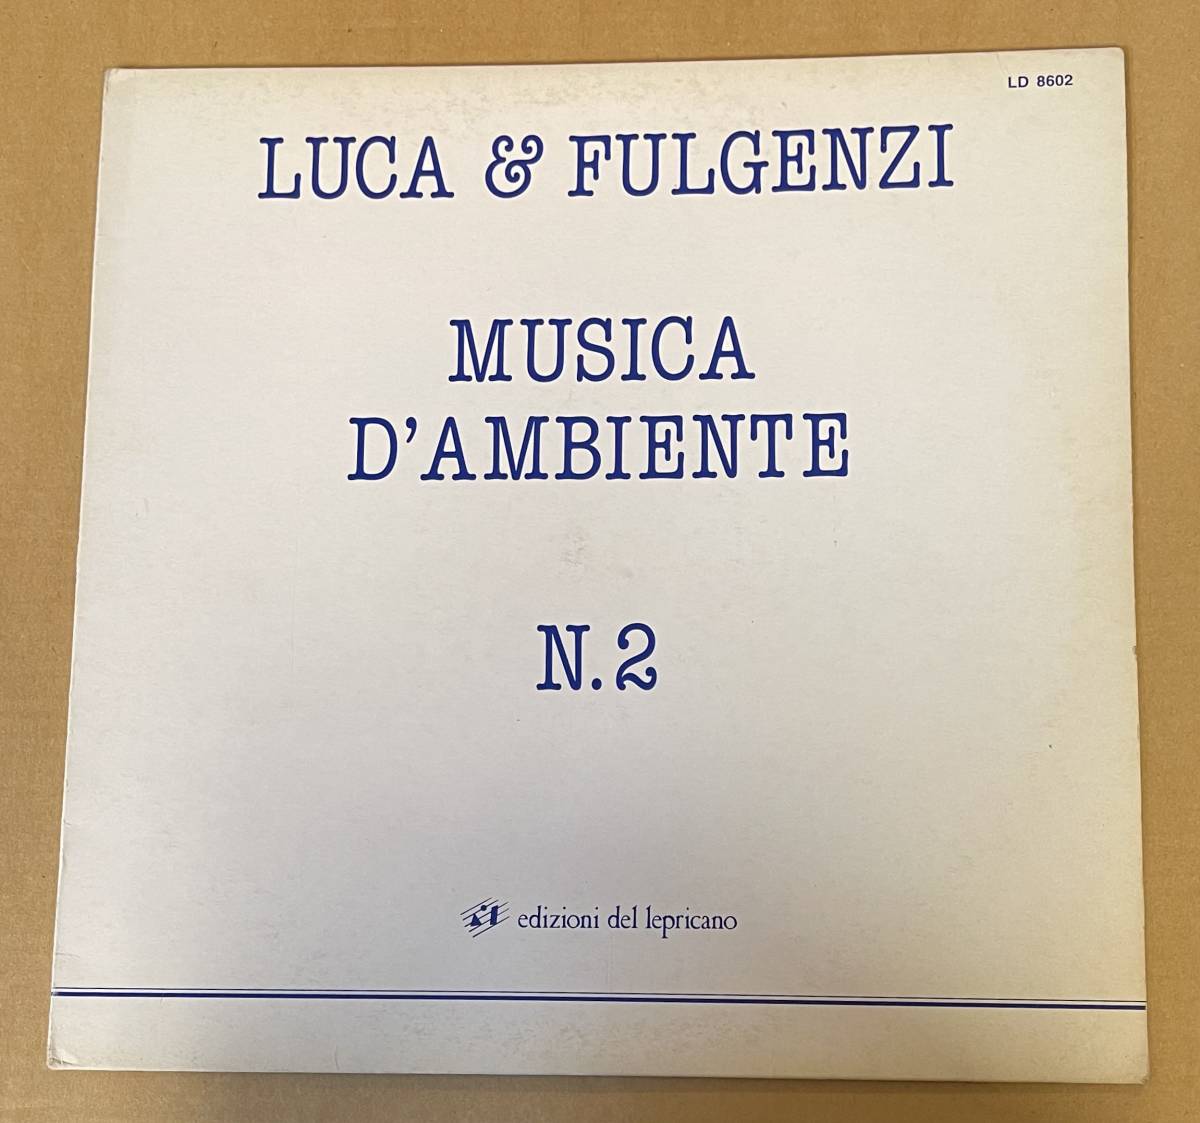 LD 8602
LUCA & FULGENZI
MUSICA
D'AMBIENTE
N.2
edizioni del lepricano